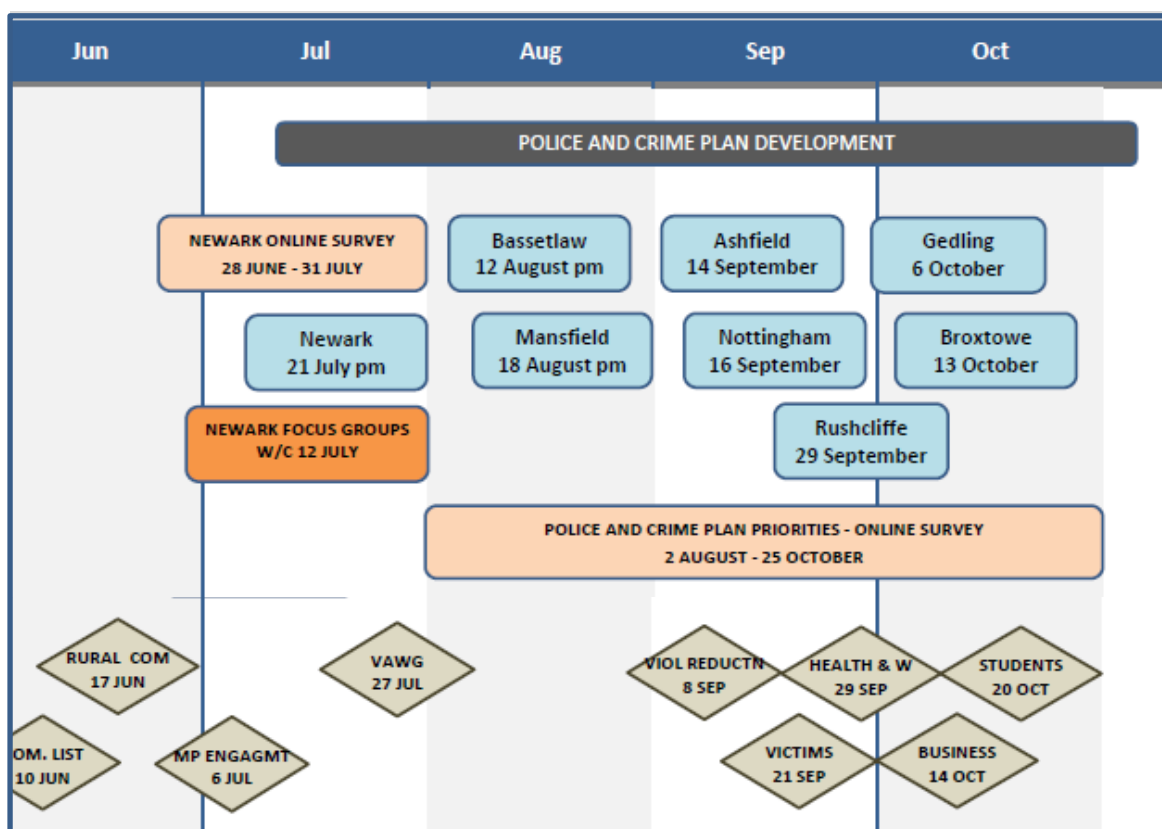 Jun
Jul
Aug
Sep
Oct
POLICE AND CRIME PLAN DEVELOPMENT
NEWARK ONLINE SURVEY
28 JUNE - 31 JULY
Bassetlaw
12 August pm
Ashfield
14 September
Gedling
6 October
Newark
21 July pm
Mansfield
18 August pm
Nottingham
16 September
Broxtowe
13 October
NEWARK FOCUS GROUPS
W/C 12 JULY
Rushcliffe
29 September
POLICE AND CRIME PLAN PRIORITIES - ONLINE SURVEY
2 AUGUST - 25 OCTOBER
RURAL COM
17 JUN
VAWG
27 JUL
VIOL REDUCTN
8 SEP
HEALTH & W
29 SEP
STUDENTS
20 OCT
OM. LIST
10 JUN
MP ENGAGMT
6 JUL
VICTIMS
21 SEP
BUSINESS
14 OCT